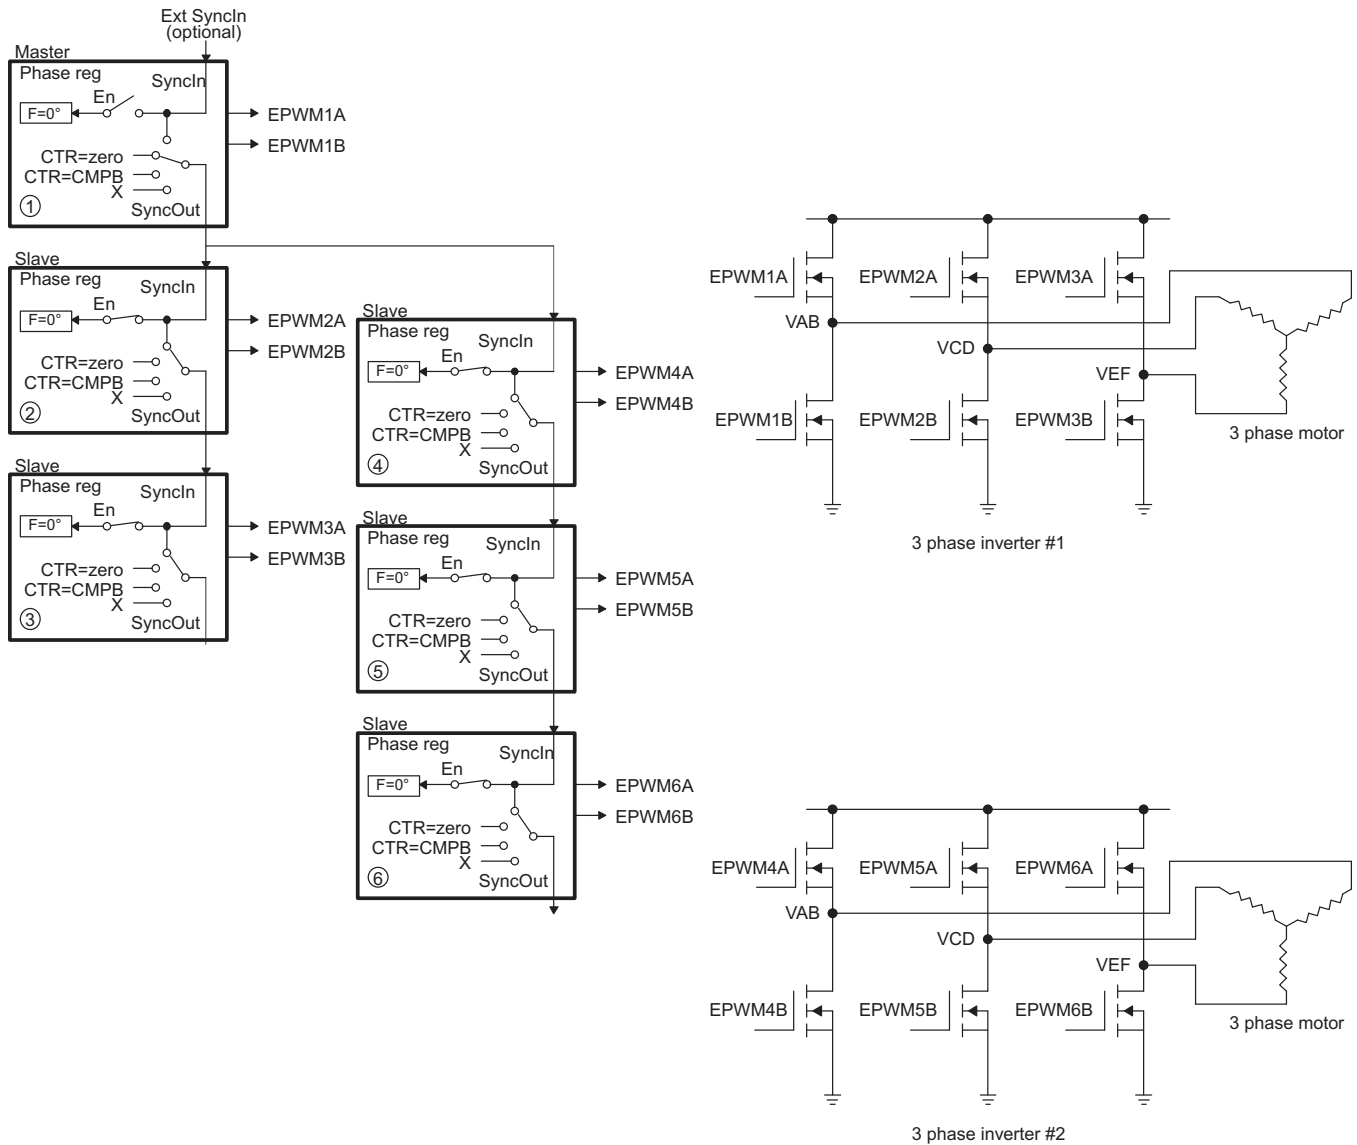 Ext SyncIn
(optional)
Master
Phase reg
SyncIn
En
F=0°
EPWM1A
EPWM1B
CTR=zero
CTR=CMPB
X
1
SyncOut
Slave
Phase reg
SyncIn
En
F=0°
EPWM2A
EPWM2B
CTR=zero
CTR=CMPB
X
2
SyncOut
Slave
Phase reg
SyncIn
En
F=0°
EPWM3A
EPWM3B
CTR=zero
CTR=CMPB
X
3
SyncOut
Slave
Phase reg
SyncIn
En
F=0°
EPWM4A
EPWM4B
CTR=zero
CTR=CMPB
X
4
SyncOut
Slave
Phase reg
SyncIn
En
F=0°
EPWM5A
EPWM5B
CTR=zero
CTR=CMPB
X
5
SyncOut
Slave
Phase reg
SyncIn
En
F=0°
EPWM6A
EPWM6B
CTR=zero
CTR=CMPB
X
6
SyncOut
EPWM1A
EPWM2A
EPWM3A
VAB
VCD
VEF
EPWM1B
EPWM2B
EPWM3B
3 phase motor
3 phase inverter #1
EPWM4A
EPWM5A
EPWM6A
VAB
VCD
VEF
EPWM4B
EPWM5B
EPWM6B
3 phase motor
3 phase inverter #2